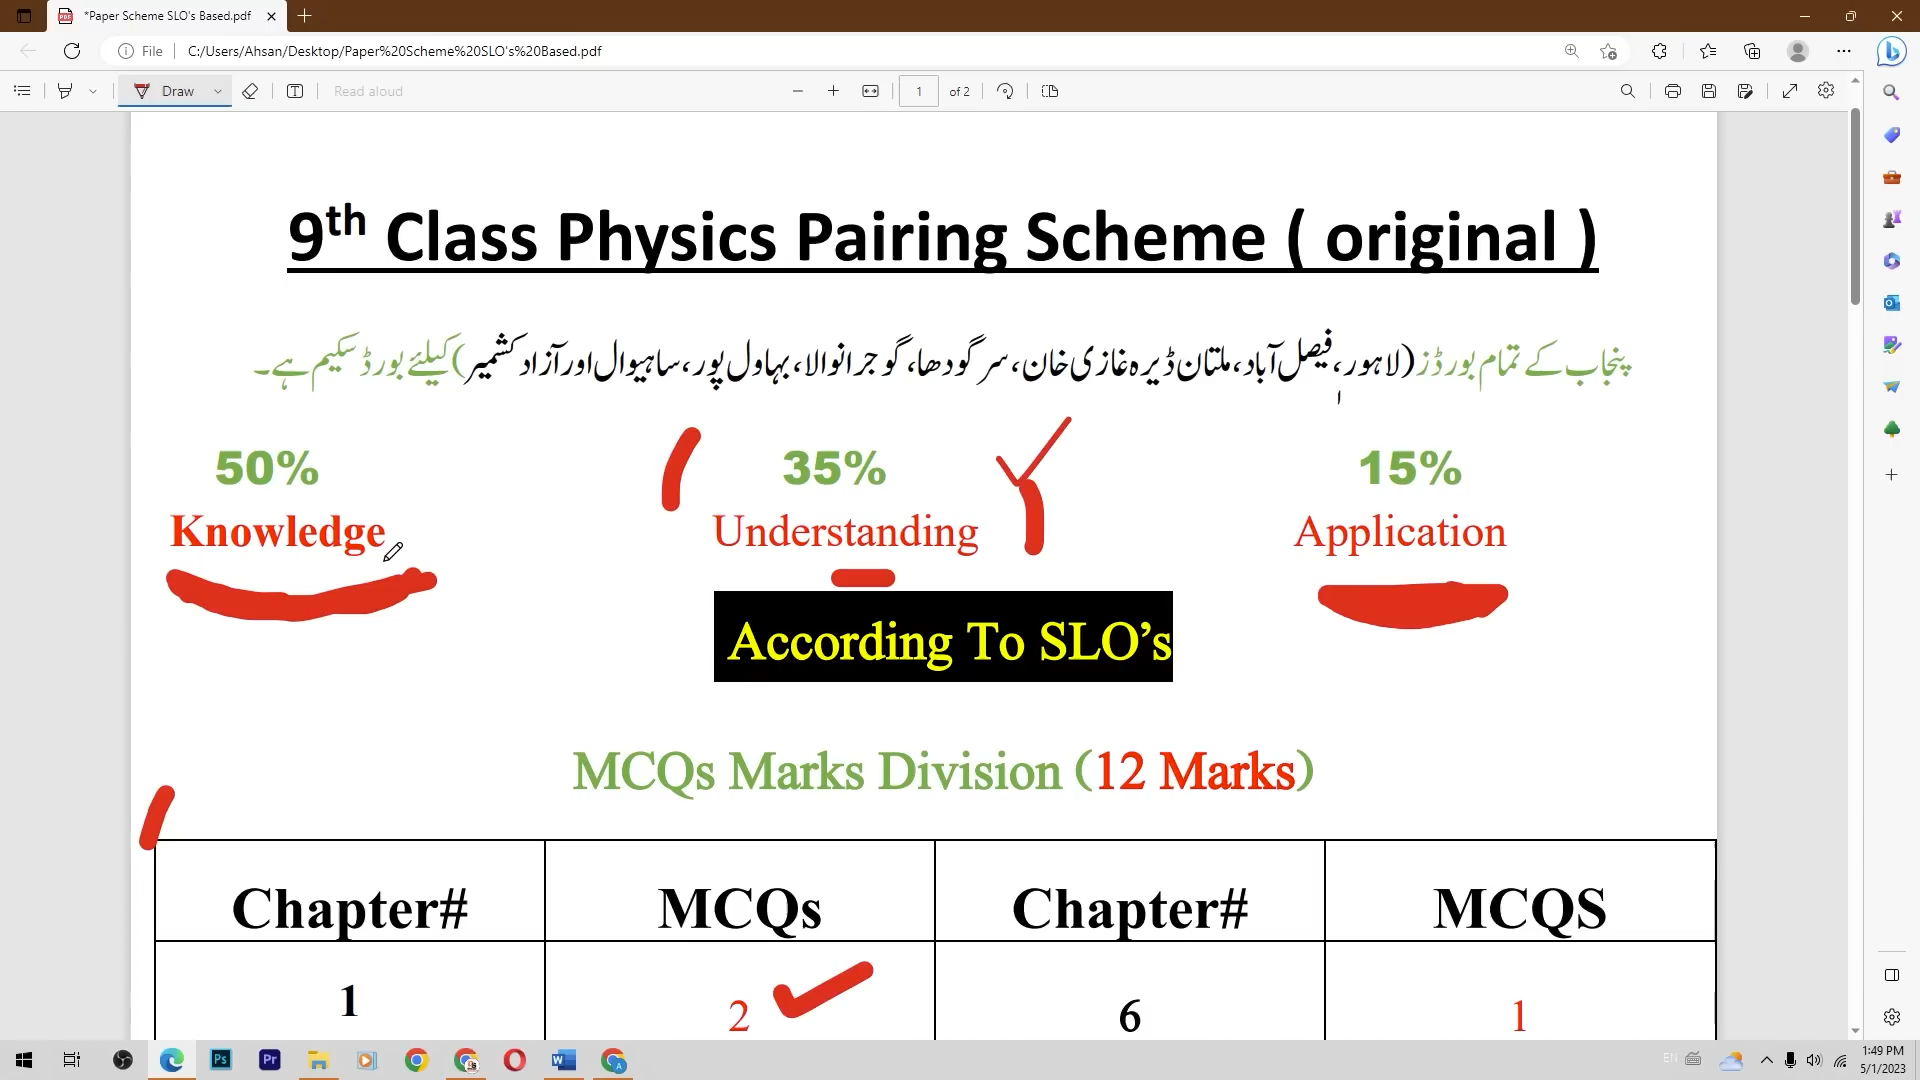 *Paper Scheme SLO's Based.pdf
File
C:/Users/Ahsan/Desktop/Paper%20Scheme%20SLO's%20Based.pdf
Draw
Read aloud
1
of 2
9th Class Physics Pairing Scheme ( original )
پنجاب کے تمام بورڈز (لاہور، فیصل آباد، ملتان ڈیرہ غازی خان، سرگودھا، گوجرانوالا، بہاول پور، ساہیوال اور آزاد کشمیر) کیلئے بورڈ سکیم ہے۔
50% 35% 15%
Knowledge Understanding Application
According To SLO’s
MCQs Marks Division (12 Marks)
Chapter# MCQs Chapter# MCQS
1 2 6 1
EN
1:49 PM
5/1/2023